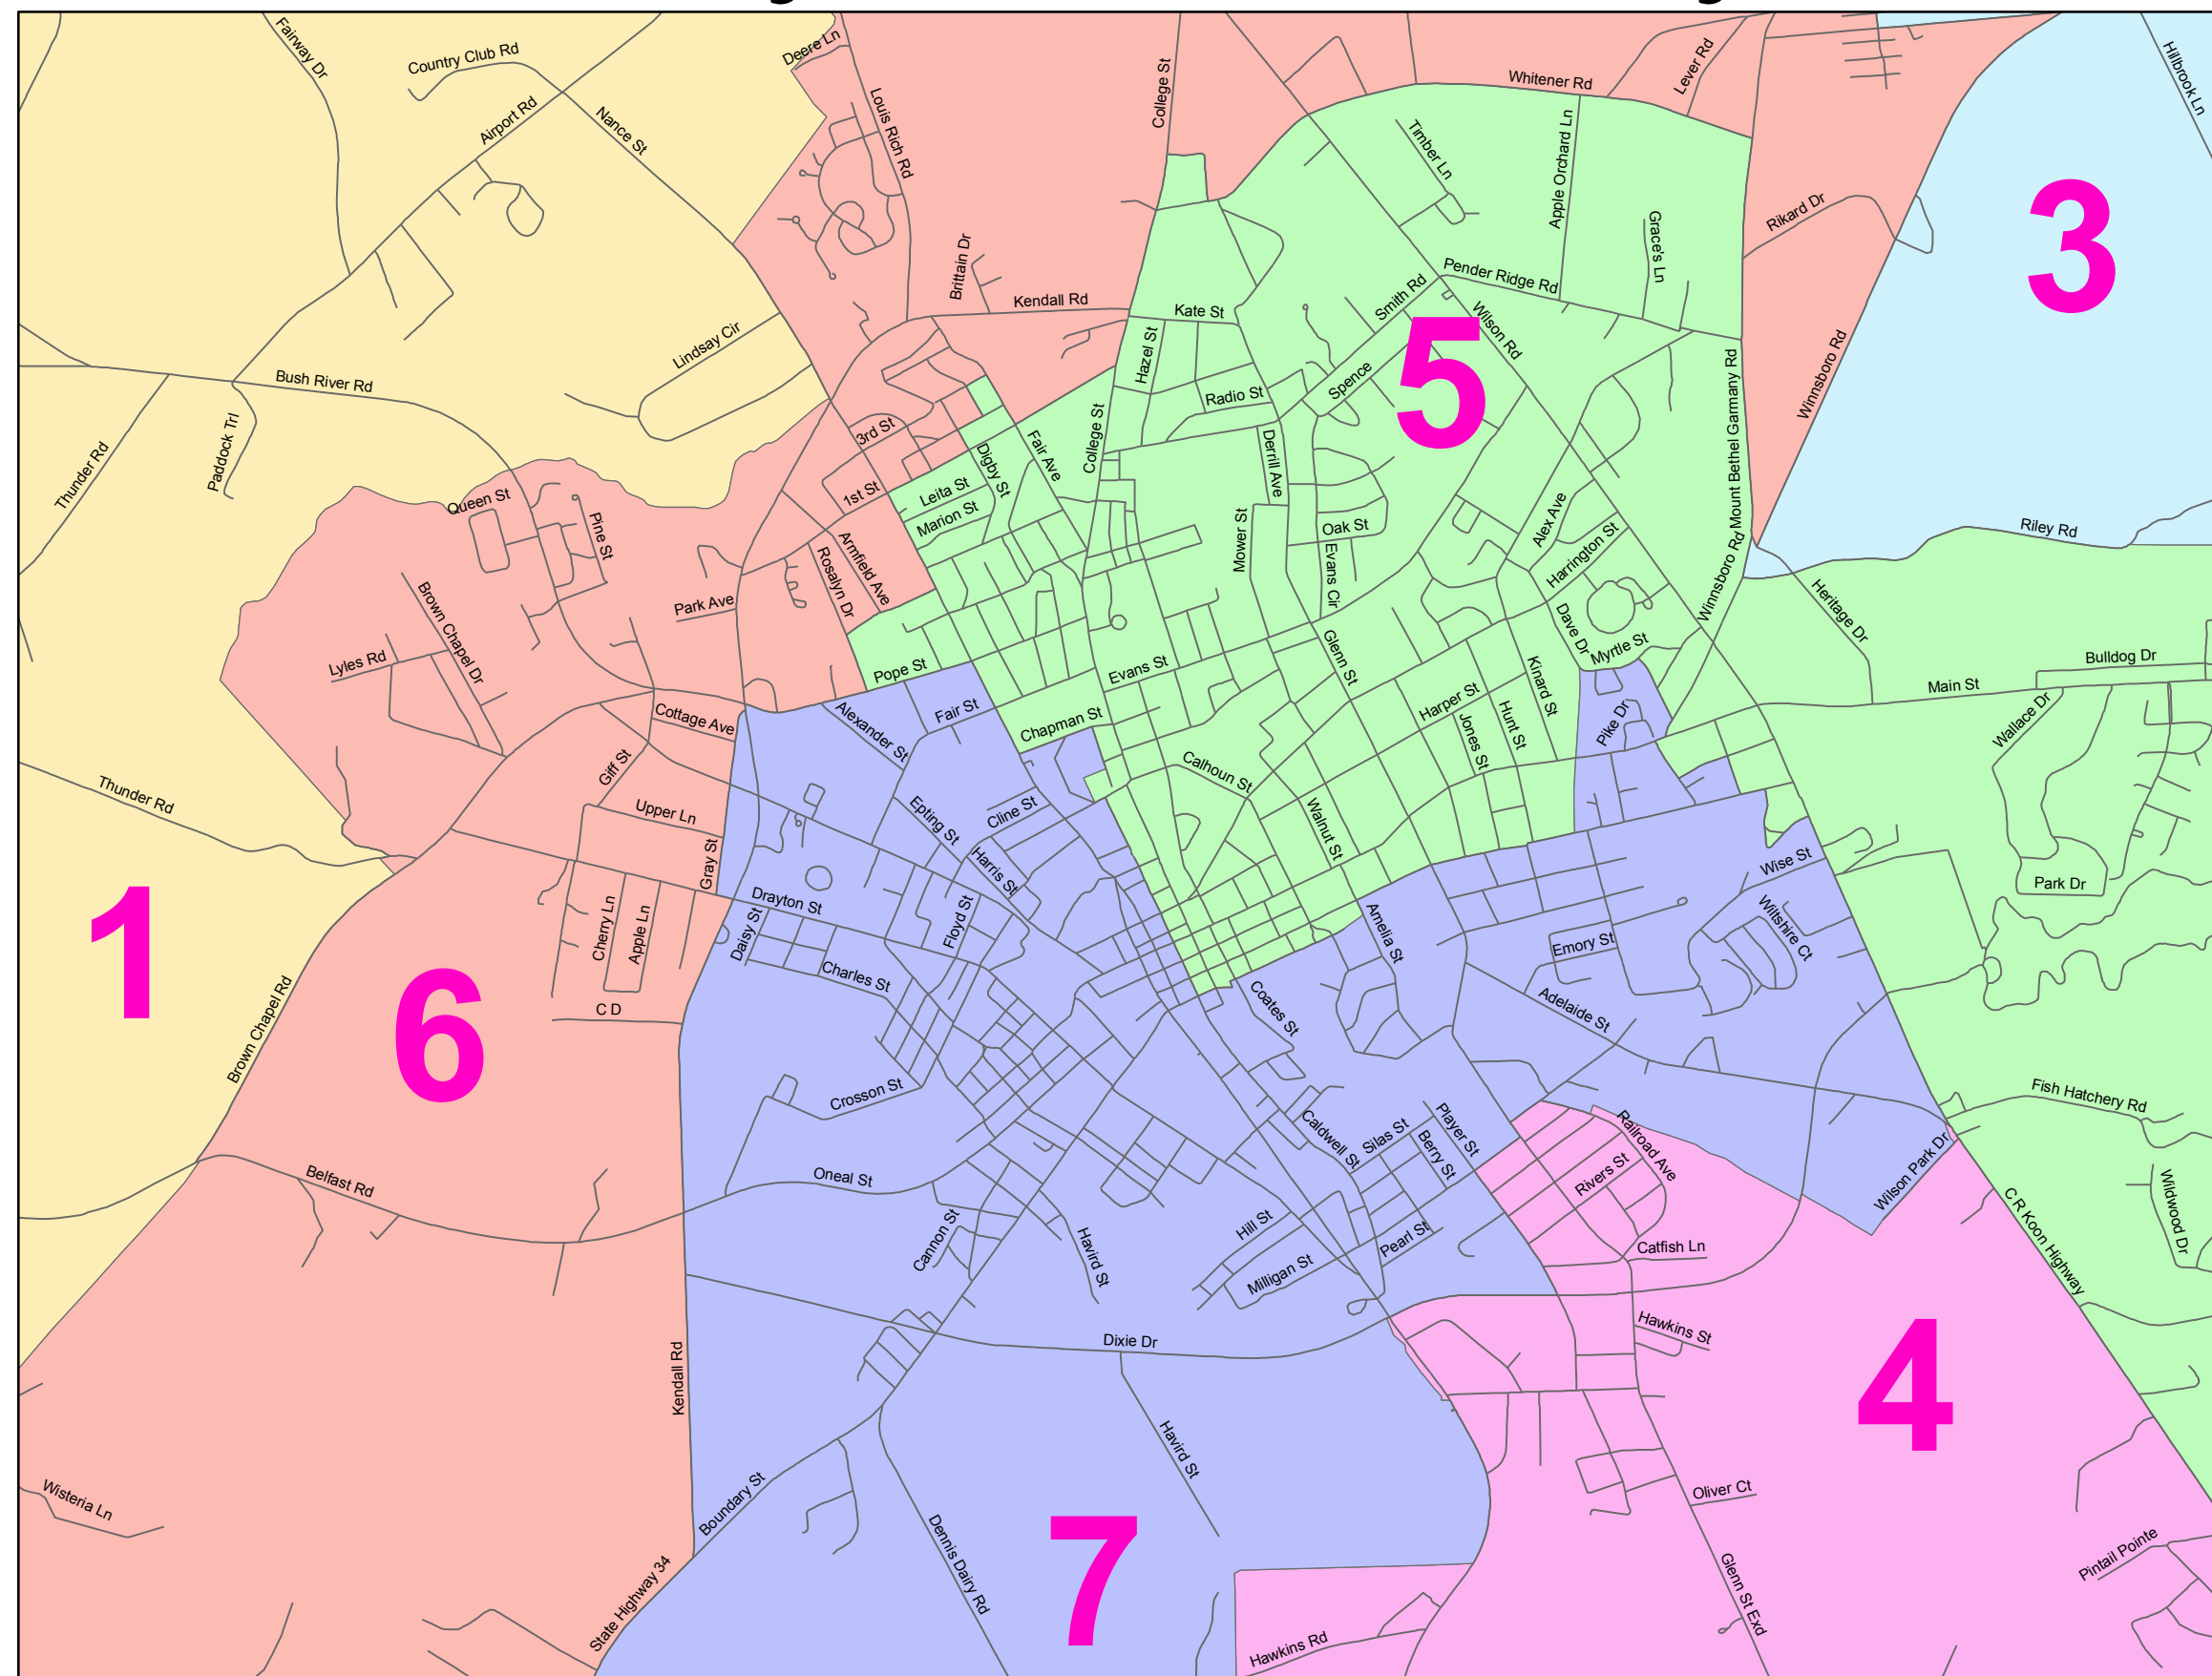 Fairway Dr
Country Club Rd
Airport Rd
Nance St
Deere Ln
Louis Rich Rd
College St
Whitener Rd
Lever Rd
Hillbrook Ln
Timber Ln
Apple Orchard Ln
Grace's Ln
Rikard Dr
3
Brittain Dr
Kendall Rd
Kate St
Smith Rd
Pender Ridge Rd
Wilson Rd
5
Lindsay Cir
Hazel St
Radio St
Spence
Bush River Rd
Winnsboro Rd
Mount Bethel Garmany Rd
Paddock Trl
Thunder Rd
3rd St
1st St
Digby St
Fair Ave
College St
Derrill Ave
Leita St
Marion St
Queen St
Pine St
Armfield Ave
Rosalyn Dr
Park Ave
Mower St
Oak St
Evans Cir
Alex Ave
Harrington St
Winnsboro Rd
Riley Rd
Heritage Dr
Brown Chapel Dr
Lyles Rd
Dave Dr
Myrtle St
Pope St
Evans St
Glenn St
Kinard St
Bulldog Dr
Main St
Wallace Dr
Cottage Ave
Alexander St
Fair St
Chapman St
Harper St
Jones St
Hunt St
Pike Dr
Giff St
Calhoun St
Thunder Rd
Upper Ln
Epting St
Cline St
Walnut St
Gray St
Harris St
Wise St
Park Dr
1
Drayton St
Daisy St
Floyd St
Cherry Ln
Apple Ln
Amelia St
Emory St
Wiltshire Ct
Charles St
6
C D
Coates St
Adelaide St
Brown Chapel Rd
Crosson St
Fish Hatchery Rd
Caldwell St
Silas St
Player St
Berry St
Railroad Ave
Rivers St
Wilson Park Dr
Belfast Rd
Oneal St
Wildwood Dr
C R Koon Highway
Cannon St
Havird St
Hill St
Milligan St
Pearl St
Catfish Ln
Dixie Dr
Hawkins St
4
Kendall Rd
Havird St
Wisteria Ln
Boundary St
Oliver Ct
7
Dennis Dairy Rd
Glenn St Exd
Pintail Pointe
State Highway 34
Hawkins Rd